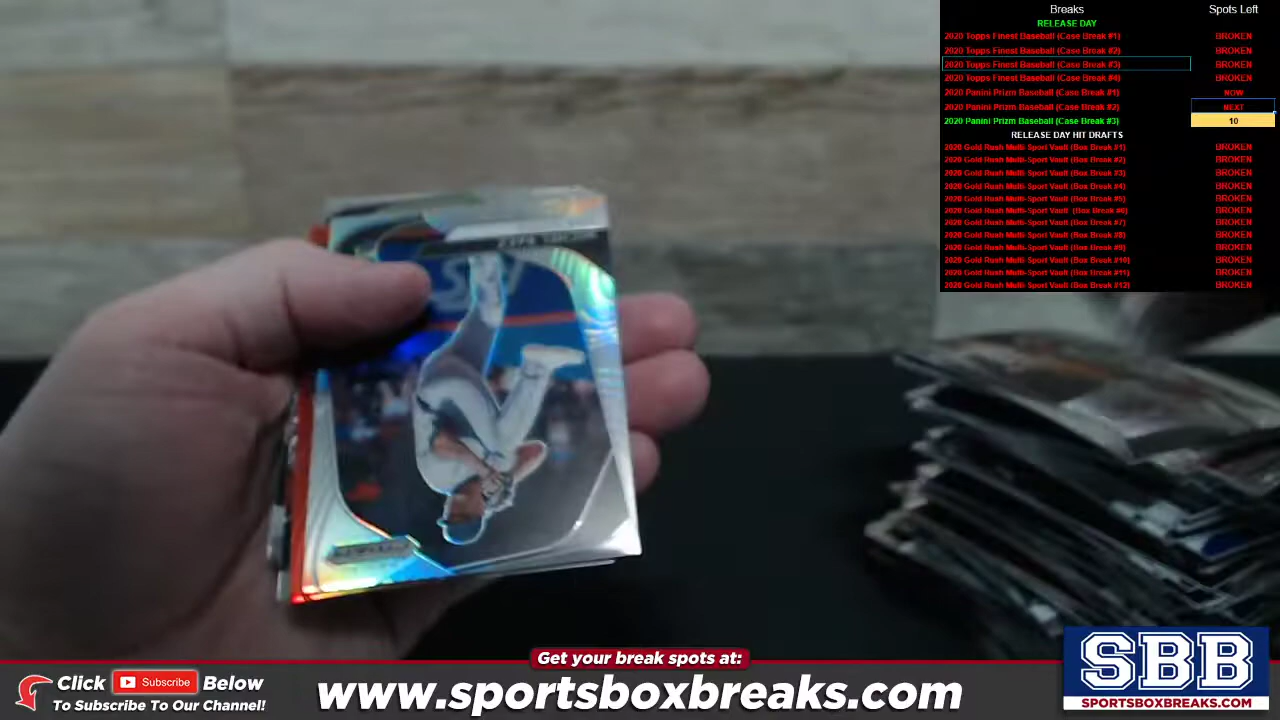 Breaks Spots Left
RELEASE DAY
2020 Topps Finest Baseball (Case Break #1) BROKEN
2020 Topps Finest Baseball (Case Break #2) BROKEN
2020 Topps Finest Baseball (Case Break #3) BROKEN
2020 Topps Finest Baseball (Case Break #4) BROKEN
2020 Panini Prizm Baseball (Case Break #1) NOW
2020 Panini Prizm Baseball (Case Break #2) NEXT
2020 Panini Prizm Baseball (Case Break #3) 10
RELEASE DAY HIT DRAFTS
2020 Gold Rush Multi-Sport Vault (Box Break #1) BROKEN
2020 Gold Rush Multi-Sport Vault (Box Break #2) BROKEN
2020 Gold Rush Multi-Sport Vault (Box Break #3) BROKEN
2020 Gold Rush Multi-Sport Vault (Box Break #4) BROKEN
2020 Gold Rush Multi-Sport Vault (Box Break #5) BROKEN
2020 Gold Rush Multi-Sport Vault (Box Break #6) BROKEN
2020 Gold Rush Multi-Sport Vault (Box Break #7) BROKEN
2020 Gold Rush Multi-Sport Vault (Box Break #8) BROKEN
2020 Gold Rush Multi-Sport Vault (Box Break #9) BROKEN
2020 Gold Rush Multi-Sport Vault (Box Break #10) BROKEN
2020 Gold Rush Multi-Sport Vault (Box Break #11) BROKEN
2020 Gold Rush Multi-Sport Vault (Box Break #12) BROKEN
Get your break spots at:
Click Subscribe Below
To Subscribe To Our Channel!
www.sportsboxbreaks.com
SBB
SPORTSBOXBREAKS.COM